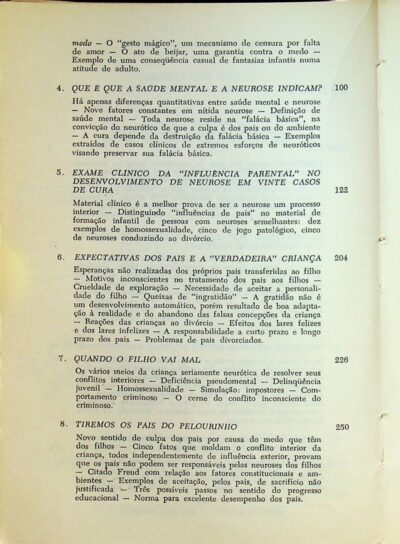 medo — O "gesto mágico", um mecanismo de censura por falta
de amor — O ato de beijar, uma garantia contra o medo —
Exemplo de uma conseqüência casual de fantasias infantis numa
atitude de adulto.
4. QUE É QUE A SAÚDE MENTAL E A NEUROSE INDICAM? 100
Há apenas diferenças quantitativas entre saúde mental e neurose
— Nove fatores constantes em nítida neurose — Definição de
saúde mental — Toda neurose reside na "falácia básica", na
convicção do neurótico de que a culpa é dos pais ou do ambiente
— A cura depende da destruição da falácia básica — Exemplos
extraídos de casos clínicos de extremos esforços de neuróticos
visando preservar sua falácia básica.
5. EXAME CLINICO DA "INFLUÊNCIA PARENTAL" NO
DESENVOLVIMENTO DE NEUROSE EM VINTE CASOS
DE CURA 122
Material clínico é a melhor prova de ser a neurose um processo
interior — Distinguindo "influências de pais" no material de
formação infantil de pessoas com neuroses semelhantes: dez
exemplos de homossexualidade, cinco de jogo patológico, cinco
de neuroses conduzindo ao divórcio.
6. EXPECTATIVAS DOS PAIS E A "VERDADEIRA" CRIANÇA 204
Esperanças não realizadas dos próprios pais transferidas ao filho
— Motivos inconscientes no tratamento dos pais aos filhos —
Crueldade de exploração — Necessidade de aceitar a personali-
dade do filho — Queixas de "ingratidão" — A gratidão não é
um desenvolvimento automático, porém resultado de boa adapta-
ção à realidade e do abandono das falsas concepções da criança
— Reações das crianças ao divórcio — Efeitos dos lares felizes
e dos lares infelizes — A responsabilidade a curto prazo e longo
prazo dos pais — Problemas de pais divorciados.
7. QUANDO O FILHO VAI MAL 226
Os vários meios da criança seriamente neurótica de resolver seus
conflitos interiores — Deficiência pseudomental — Delinqüência
juvenil — Homossexualidade — Simulação: impostores — Com-
portamento criminoso — O cerne do conflito inconsciente do
criminoso.
8. TIREMOS OS PAIS DO PELOURINHO 250
Novo sentido de culpa dos pais por causa do medo que têm
dos filhos — Cinco fatos que moldam o conflito interior da
criança, todos independentemente de influência exterior, provam
que os pais não podem ser responsáveis pelas neuroses dos filhos
— Citado Freud com relação aos fatores constitucionais e am-
bientes — Exemplos de aceitação, pelos pais, de sacrifício não
justificada — Três possíveis passos no sentido do progresso
educacional — Norma para excelente desempenho dos pais.